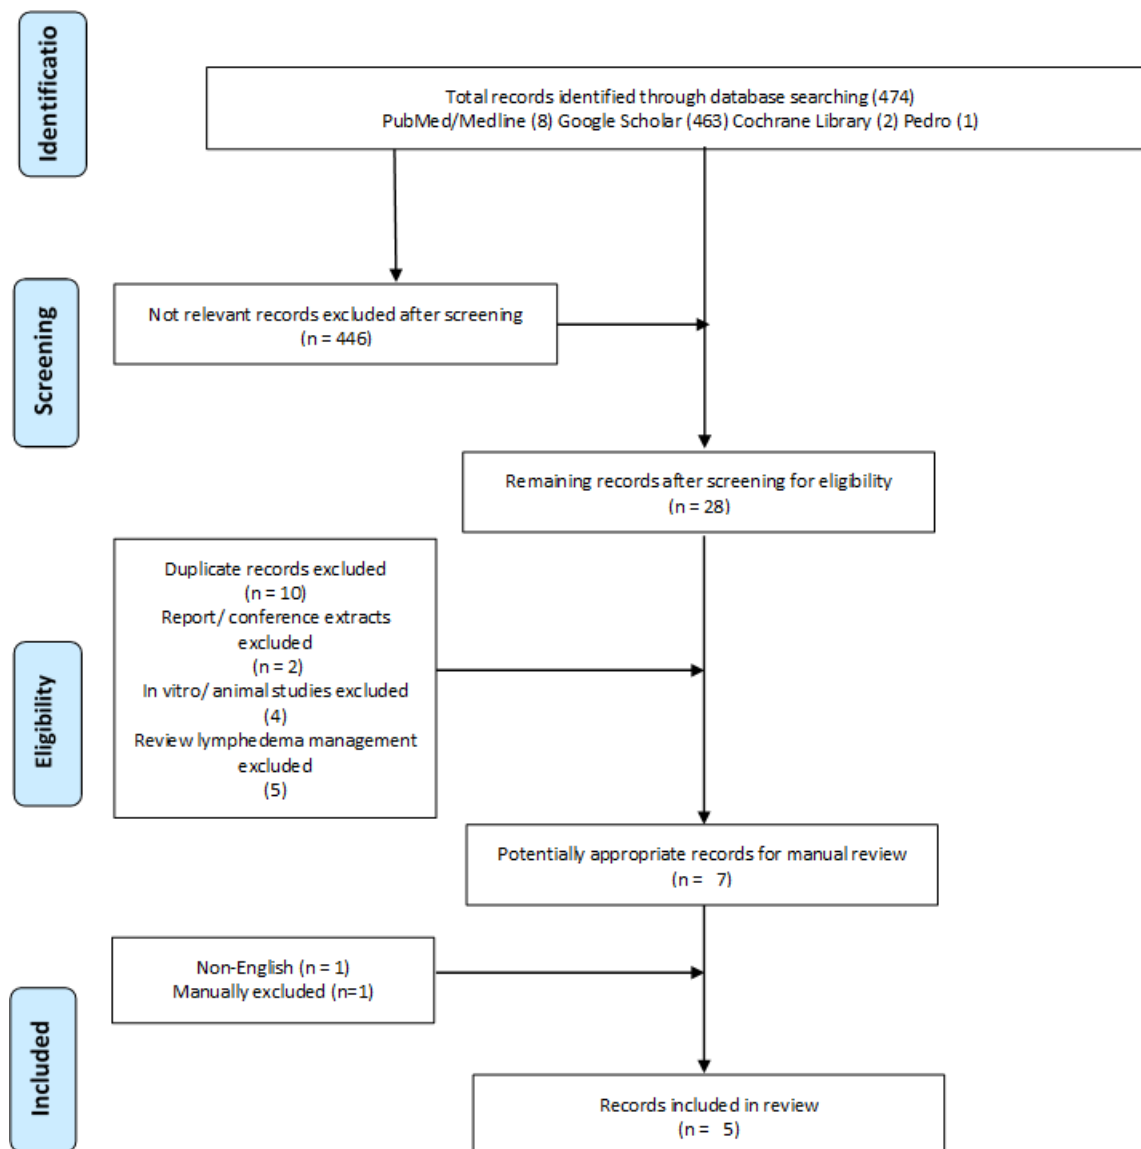 Identificatio
Total records identified through database searching (474)
PubMed/Medline (8) Google Scholar (463) Cochrane Library (2) Pedro (1)
Screening
Not relevant records excluded after screening
(n = 446)
Remaining records after screening for eligibility
(n = 28)
Eligibility
Duplicate records excluded
(n = 10)
Report/ conference extracts
excluded
(n = 2)
In vitro/ animal studies excluded
(4)
Review lymphedema management
excluded
(5)
Potentially appropriate records for manual review
(n = 7)
Included
Non-English (n = 1)
Manually excluded (n=1)
Records included in review
(n = 5)